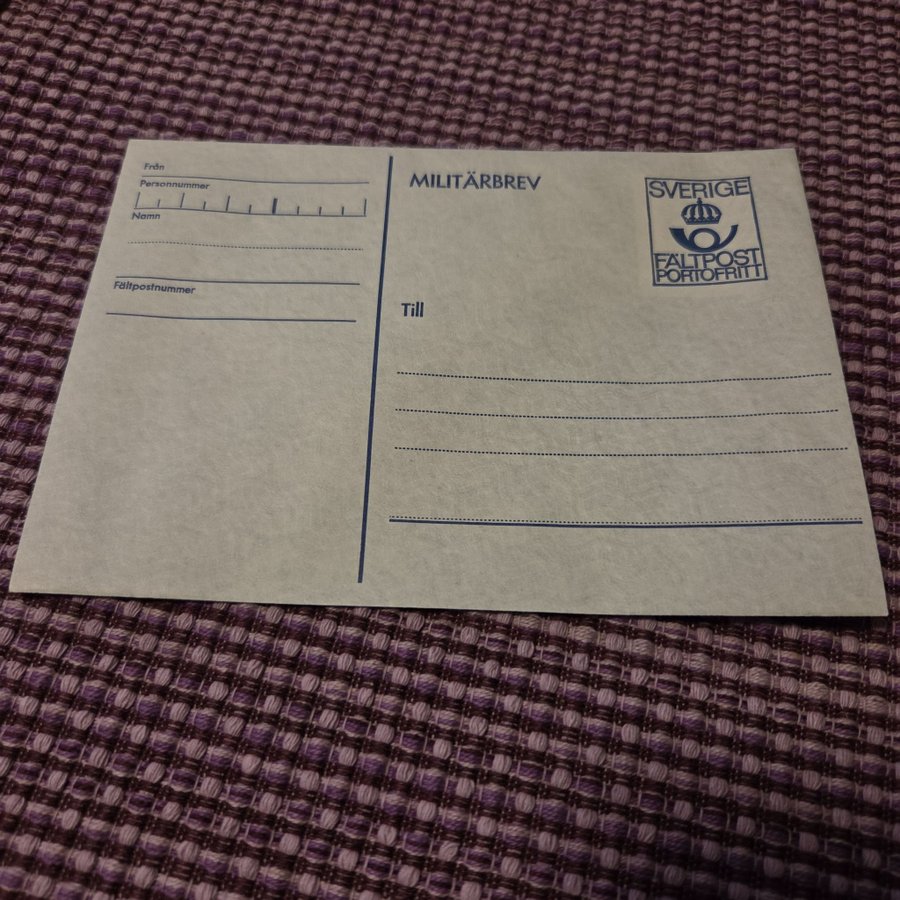 Från
Personnummer
Namn
Fältpostnummer
MILITÄRBREV
SVERIGE
FÄLTPOST
PORTOFRITT
Till